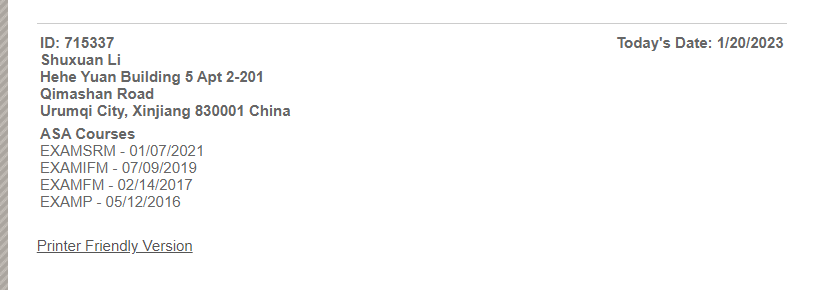 ID: 715337
Today's Date: 1/20/2023
Shuxuan Li
Hehe Yuan Building 5 Apt 2-201
Qimashan Road
Urumqi City, Xinjiang 830001 China
ASA Courses
EXAMSRM - 01/07/2021
EXAMIFM - 07/09/2019
EXAMFM - 02/14/2017
EXAMP - 05/12/2016
Printer Friendly Version